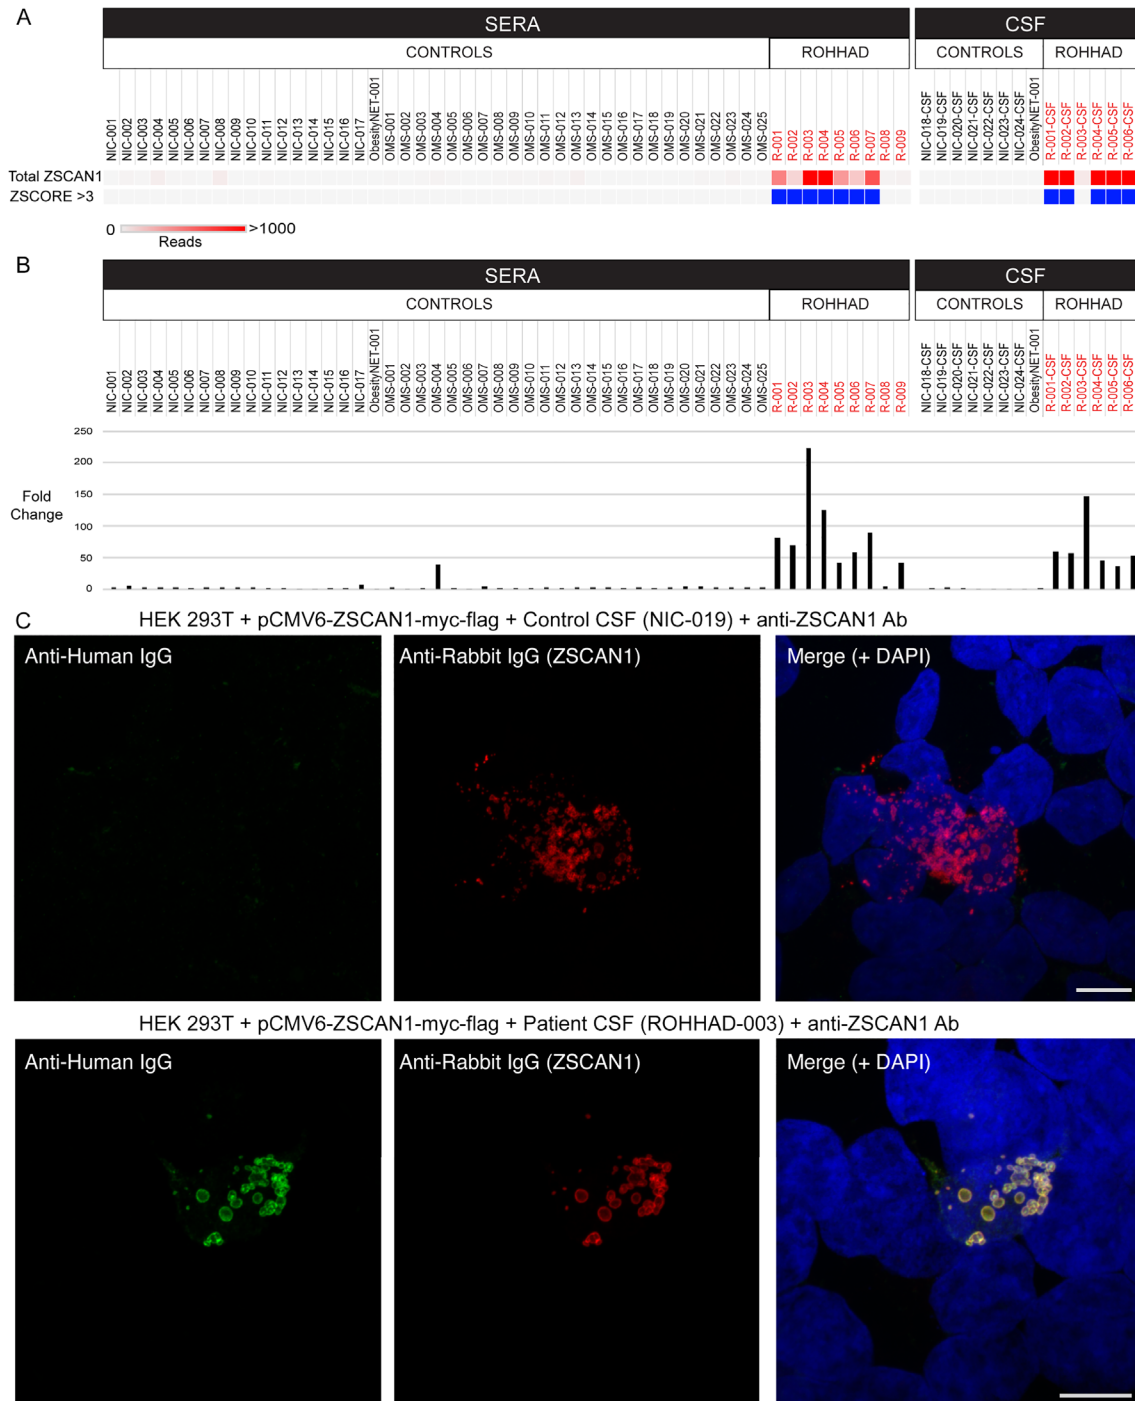 A
SERA CSF
CONTROLS ROHHAD CONTROLS ROHHAD
NIC-001 NIC-002 NIC-003 NIC-004 NIC-005 NIC-006 NIC-007 NIC-008 NIC-009 NIC-010 NIC-011 NIC-012 NIC-013 NIC-014 NIC-015 NIC-016 NIC-017 ObesityNET-001 OMS-001 OMS-002 OMS-003 OMS-004 OMS-005 OMS-006 OMS-007 OMS-008 OMS-009 OMS-010 OMS-011 OMS-012 OMS-013 OMS-014 OMS-015 OMS-016 OMS-017 OMS-018 OMS-019 OMS-020 OMS-021 OMS-022 OMS-023 OMS-024 OMS-025 R-001 R-002 R-003 R-004 R-005 R-006 R-007 R-008 R-009 NIC-018-CSF NIC-019-CSF NIC-020-CSF NIC-021-CSF NIC-022-CSF NIC-023-CSF NIC-024-CSF ObesityNET-001 R-001-CSF R-002-CSF R-003-CSF R-004-CSF R-005-CSF R-006-CSF
Total ZSCAN1
ZSCORE >3
0 >1000
Reads
B
SERA CSF
CONTROLS ROHHAD CONTROLS ROHHAD
NIC-001 NIC-002 NIC-003 NIC-004 NIC-005 NIC-006 NIC-007 NIC-008 NIC-009 NIC-010 NIC-011 NIC-012 NIC-013 NIC-014 NIC-015 NIC-016 NIC-017 ObesityNET-001 OMS-001 OMS-002 OMS-003 OMS-004 OMS-005 OMS-006 OMS-007 OMS-008 OMS-009 OMS-010 OMS-011 OMS-012 OMS-013 OMS-014 OMS-015 OMS-016 OMS-017 OMS-018 OMS-019 OMS-020 OMS-021 OMS-022 OMS-023 OMS-024 OMS-025 R-001 R-002 R-003 R-004 R-005 R-006 R-007 R-008 R-009 NIC-018-CSF NIC-019-CSF NIC-020-CSF NIC-021-CSF NIC-022-CSF NIC-023-CSF NIC-024-CSF ObesityNET-001 R-001-CSF R-002-CSF R-003-CSF R-004-CSF R-005-CSF R-006-CSF
250
200
Fold
Change
150
100
50
0
C
HEK 293T + pCMV6-ZSCAN1-myc-flag + Control CSF (NIC-019) + anti-ZSCAN1 Ab
Anti-Human IgG Anti-Rabbit IgG (ZSCAN1) Merge (+ DAPI)
HEK 293T + pCMV6-ZSCAN1-myc-flag + Patient CSF (ROHHAD-003) + anti-ZSCAN1 Ab
Anti-Human IgG Anti-Rabbit IgG (ZSCAN1) Merge (+ DAPI)